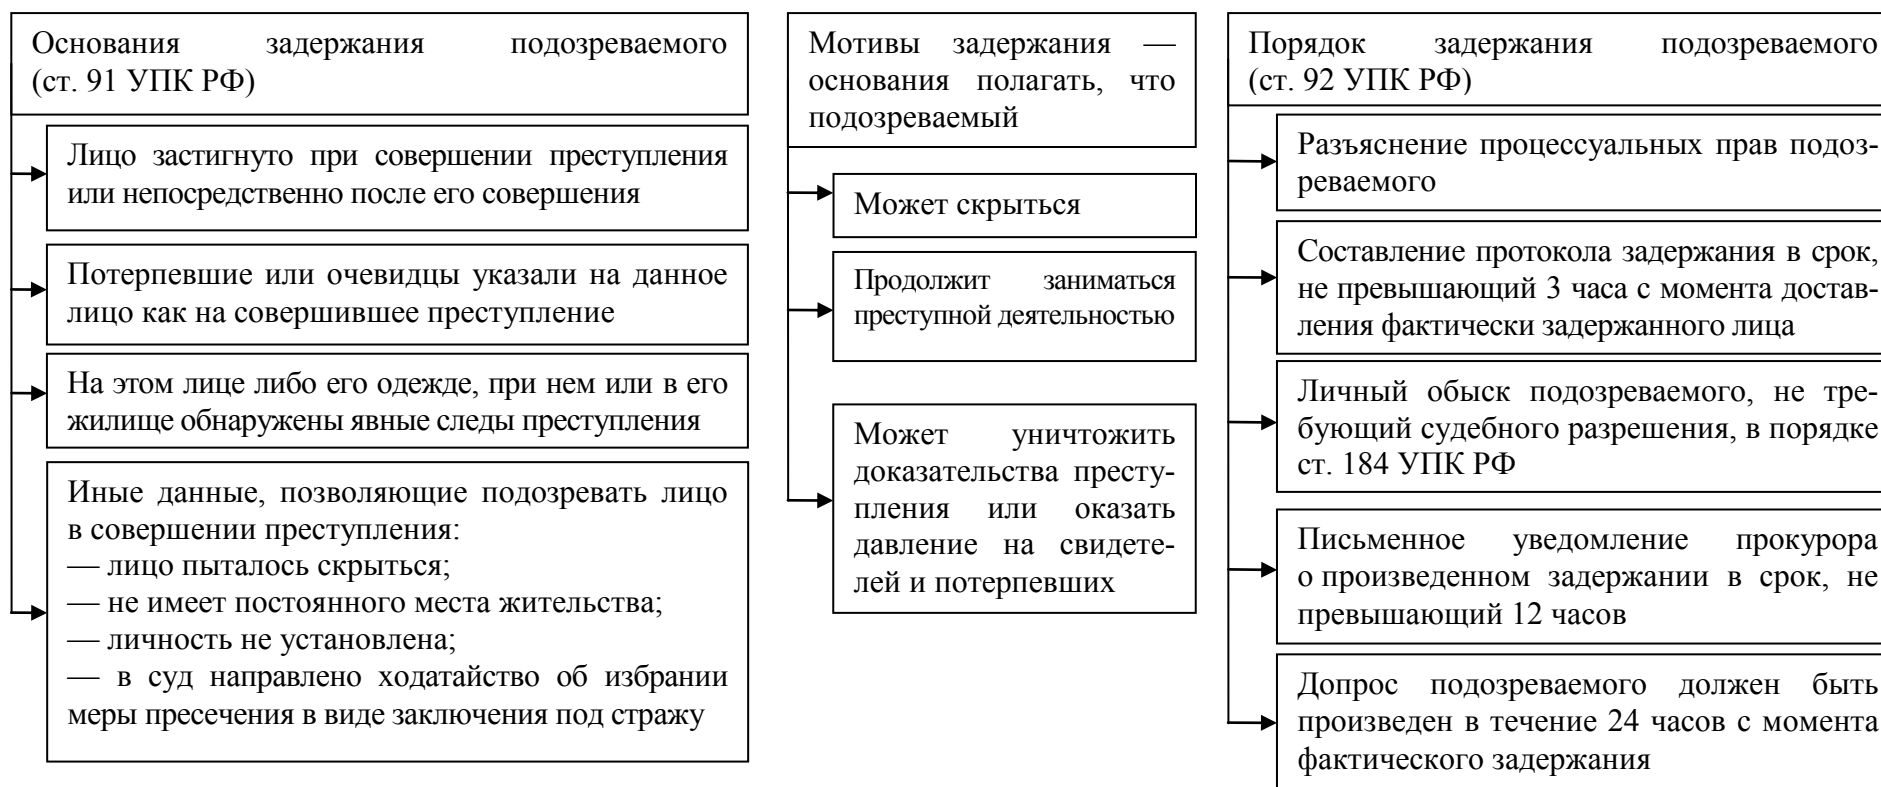 Основания задержания подозреваемого
(ст. 91 УПК РФ)
Лицо застигнуто при совершении преступления
или непосредственно после его совершения
Потерпевшие или очевидцы указали на данное
лицо как на совершившее преступление
На этом лице либо его одежде, при нем или в его
жилище обнаружены явные следы преступления
Иные данные, позволяющие подозревать лицо
в совершении преступления:
— лицо пыталось скрыться;
— не имеет постоянного места жительства;
— личность не установлена;
— в суд направлено ходатайство об избрании
меры пресечения в виде заключения под стражу
Мотивы задержания —
основания полагать, что
подозреваемый
Может скрыться
Продолжит заниматься
преступной деятельностью
Может уничтожить
доказательства престу-
пления или оказать
давление на свидете-
лей и потерпевших
Порядок задержания подозреваемого
(ст. 92 УПК РФ)
Разъяснение процессуальных прав подоз-
реваемого
Составление протокола задержания в срок,
не превышающий 3 часа с момента достав-
ления фактически задержанного лица
Личный обыск подозреваемого, не тре-
бующий судебного разрешения, в порядке
ст. 184 УПК РФ
Письменное уведомление прокурора
о произведенном задержании в срок, не
превышающий 12 часов
Допрос подозреваемого должен быть
произведен в течение 24 часов с момента
фактического задержания